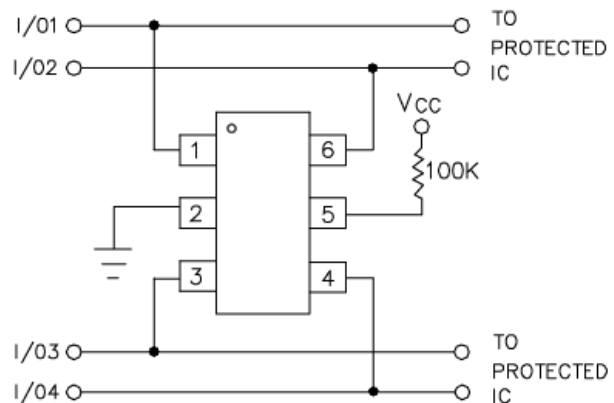 I/01
TO
PROTECTED
I/02
IC
VCC
100K
1
6
2
5
3
4
I/03
TO
PROTECTED
I/04
IC